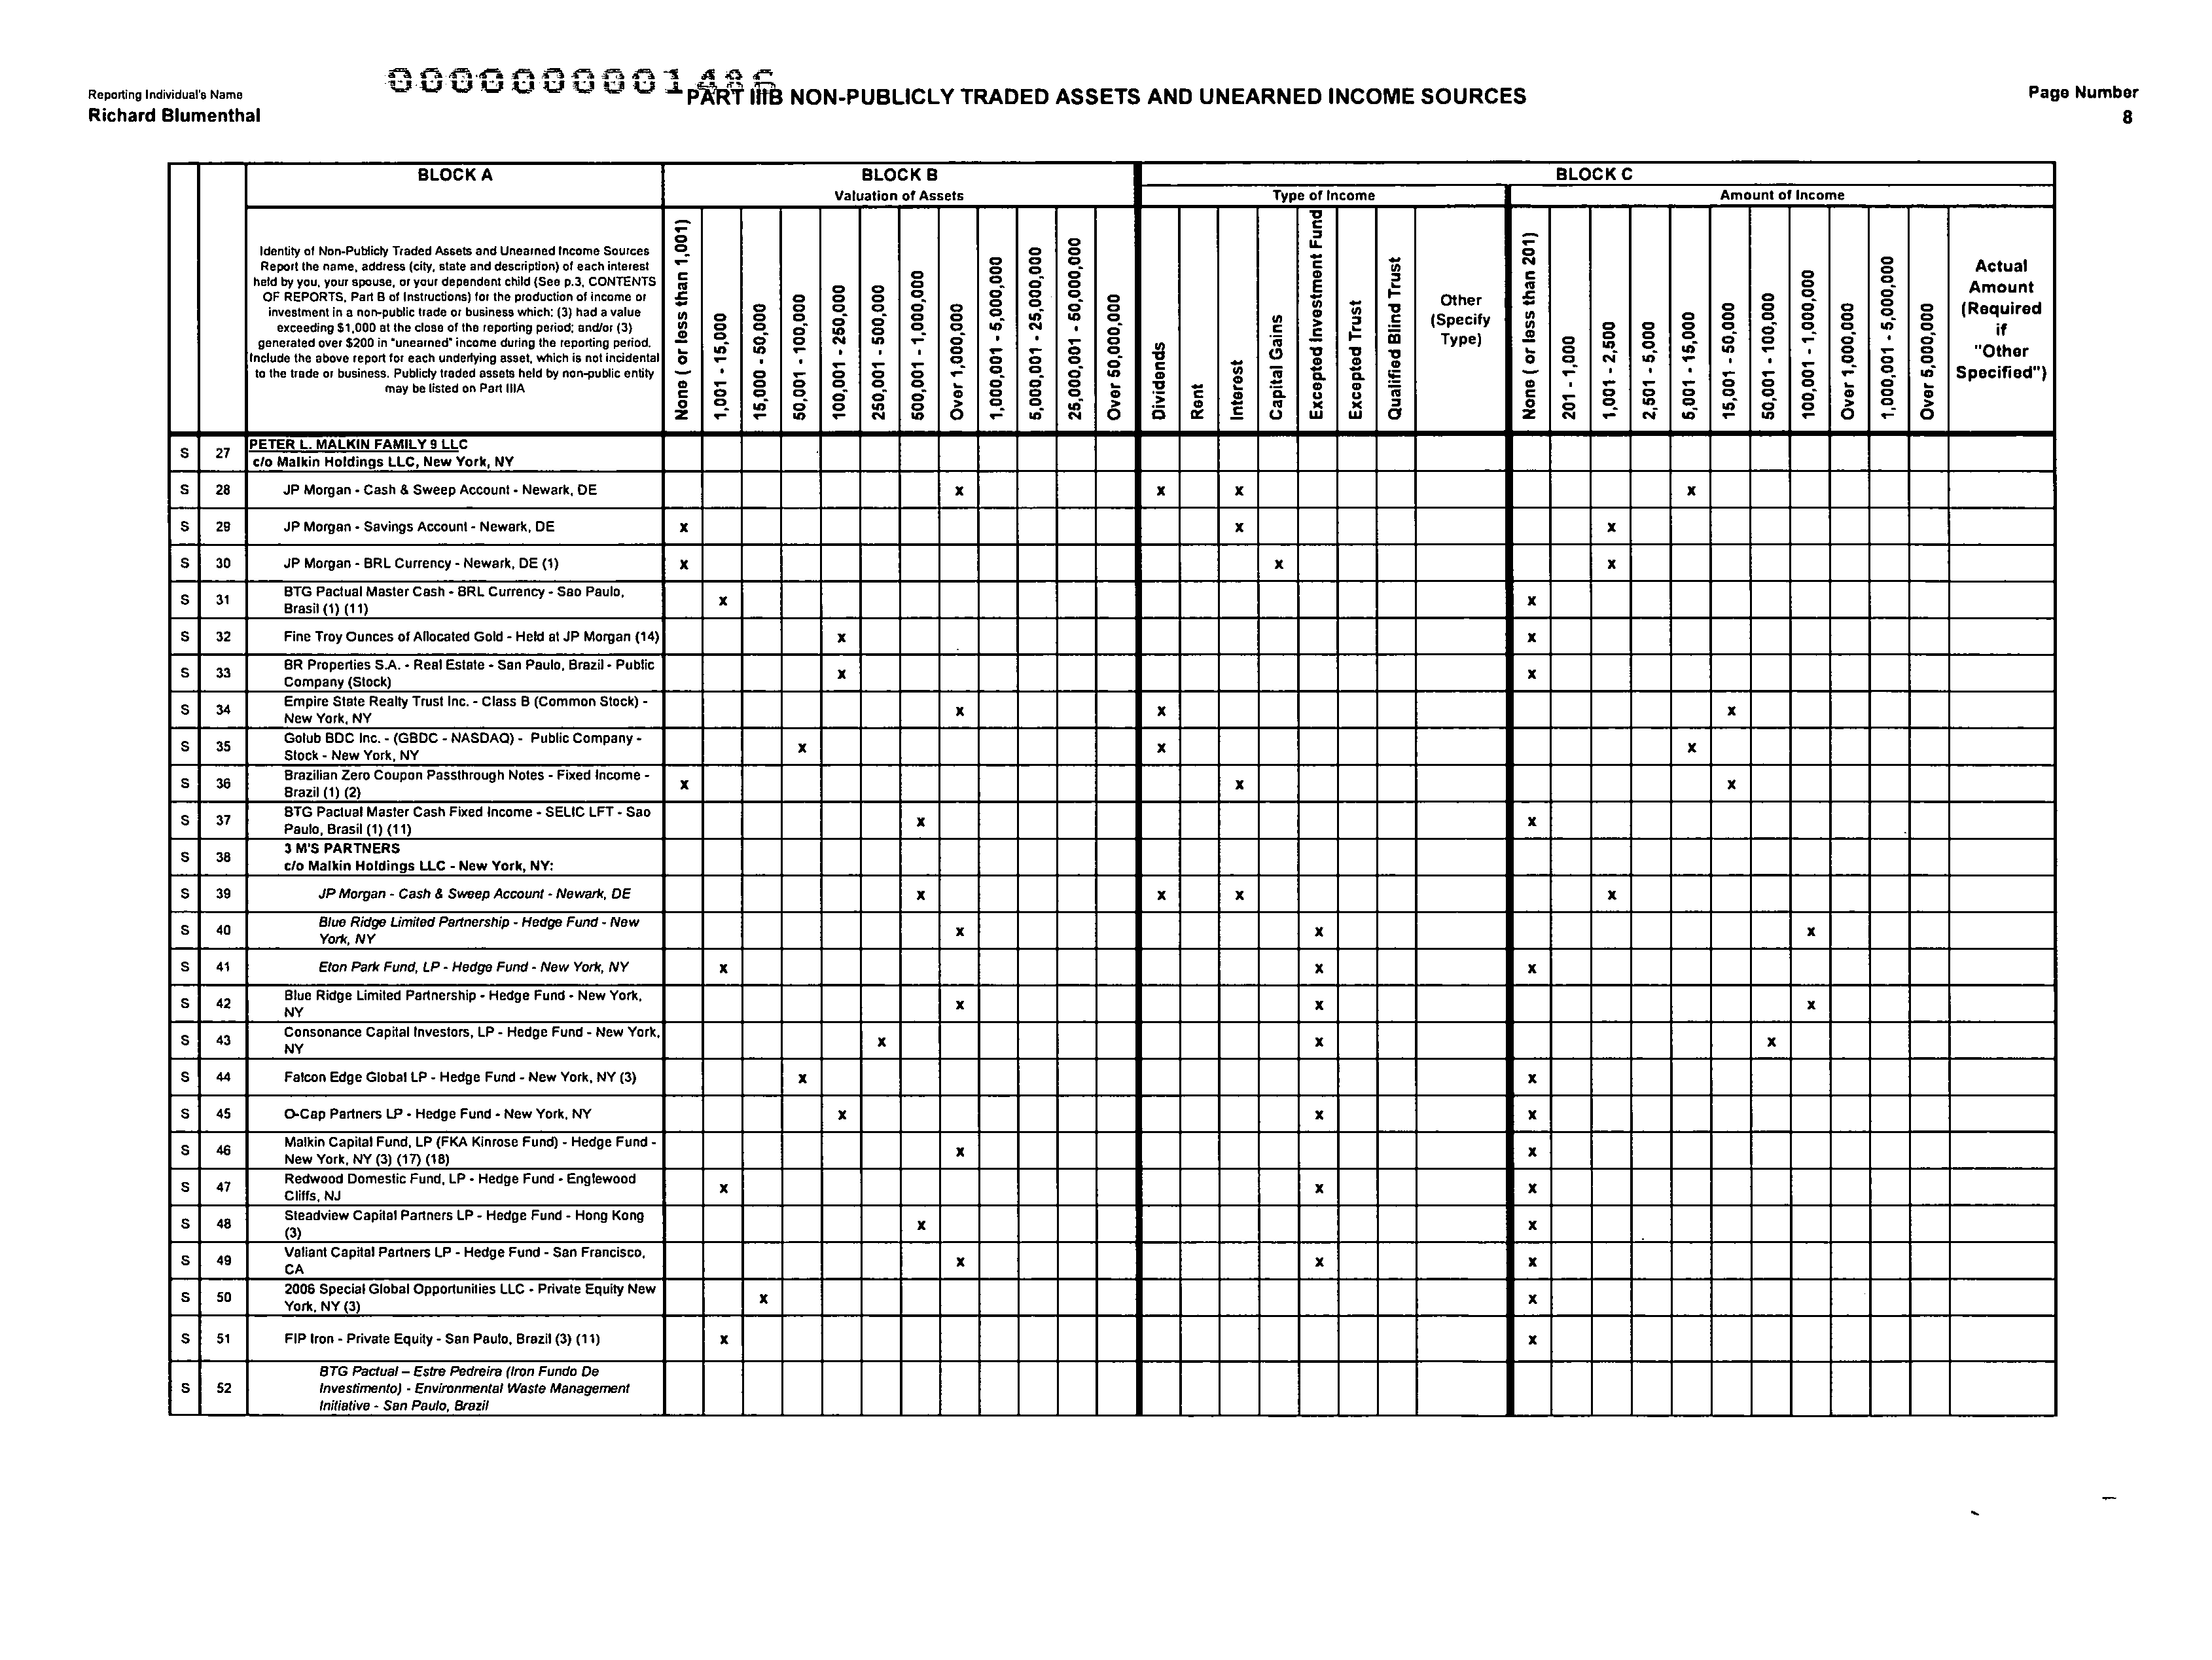 0000000001486
Reporting Individual's Name
Richard Blumenthal
PART IIIB NON-PUBLICLY TRADED ASSETS AND UNEARNED INCOME SOURCES
Page Number
8
BLOCK A
BLOCK B
BLOCK C
Valuation of Assets
Type of Income
Amount of Income
Identity of Non-Publicly Traded Assets and Unearned Income Sources
Report the name, address (city, state and description) of each interest
held by you, your spouse, or your dependent child (See p.3, CONTENTS
OF REPORTS, Part B of Instructions) for the production of income or
investment in a non-public trade or business which: (3) had a value
exceeding $1,000 at the close of the reporting period; and/or (3)
generated over $200 in "unearned" income during the reporting period.
Include the above report for each underlying asset, which is not incidental
to the trade or business. Publicly traded assets held by non-public entity
may be listed on Part IIIA
None ( or less than 1,001)
1,001 - 15,000
15,000 - 50,000
50,001 - 100,000
100,001 - 250,000
250,001 - 500,000
500,001 - 1,000,000
Over 1,000,000
1,000,001 - 5,000,000
5,000,001 - 25,000,000
25,000,001 - 50,000,000
Over 50,000,000
Dividends
Rent
Interest
Capital Gains
Excepted Investment Fund
Excepted Trust
Qualified Blind Trust
Other
(Specify
Type)
None ( or less than 201)
201 - 1,000
1,001 - 2,500
2,501 - 5,000
5,001 - 15,000
15,001 - 50,000
50,001 - 100,000
100,001 - 1,000,000
Over 1,000,000
1,000,001 - 5,000,000
Over 5,000,000
Actual
Amount
(Required
if
"Other
Specified")
S 27 PETER L. MALKIN FAMILY 9 LLC
c/o Malkin Holdings LLC, New York, NY
S 28 JP Morgan - Cash & Sweep Account - Newark, DE x x x x
S 29 JP Morgan - Savings Account - Newark, DE x x x
S 30 JP Morgan - BRL Currency - Newark, DE (1) x x x
S 31 BTG Pactual Master Cash - BRL Currency - Sao Paulo,
Brasil (1) (11) x x
S 32 Fine Troy Ounces of Allocated Gold - Held at JP Morgan (14) x x
S 33 BR Properties S.A. - Real Estate - San Paulo, Brazil - Public
Company (Stock) x x
S 34 Empire State Realty Trust Inc. - Class B (Common Stock) -
New York, NY x x x
S 35 Golub BDC Inc. - (GBDC - NASDAQ) - Public Company -
Stock - New York, NY x x x
S 36 Brazilian Zero Coupon Passthrough Notes - Fixed Income -
Brazil (1) (2) x x x
S 37 BTG Pactual Master Cash Fixed Income - SELIC LFT - Sao
Paulo, Brasil (1) (11) x x
S 38 3 M'S PARTNERS
c/o Malkin Holdings LLC - New York, NY:
S 39 JP Morgan - Cash & Sweep Account - Newark, DE x x x x
S 40 Blue Ridge Limited Partnership - Hedge Fund - New
York, NY x x x
S 41 Eton Park Fund, LP - Hedge Fund - New York, NY x x x
S 42 Blue Ridge Limited Partnership - Hedge Fund - New York,
NY x x x
S 43 Consonance Capital Investors, LP - Hedge Fund - New York,
NY x x x
S 44 Falcon Edge Global LP - Hedge Fund - New York, NY (3) x x
S 45 O-Cap Partners LP - Hedge Fund - New York, NY x x x
S 46 Malkin Capital Fund, LP (FKA Kinrose Fund) - Hedge Fund -
New York, NY (3) (17) (18) x x
S 47 Redwood Domestic Fund, LP - Hedge Fund - Englewood
Cliffs, NJ x x x
S 48 Steadview Capital Partners LP - Hedge Fund - Hong Kong
(3) x x
S 49 Valiant Capital Partners LP - Hedge Fund - San Francisco,
CA x x x
S 50 2006 Special Global Opportunities LLC - Private Equity New
York, NY (3) x x
S 51 FIP Iron - Private Equity - San Paulo, Brazil (3) (11) x x
S 52 BTG Pactual – Estre Pedreira (Iron Fundo De
Investimento) - Environmental Waste Management
Initiative - San Paulo, Brazil